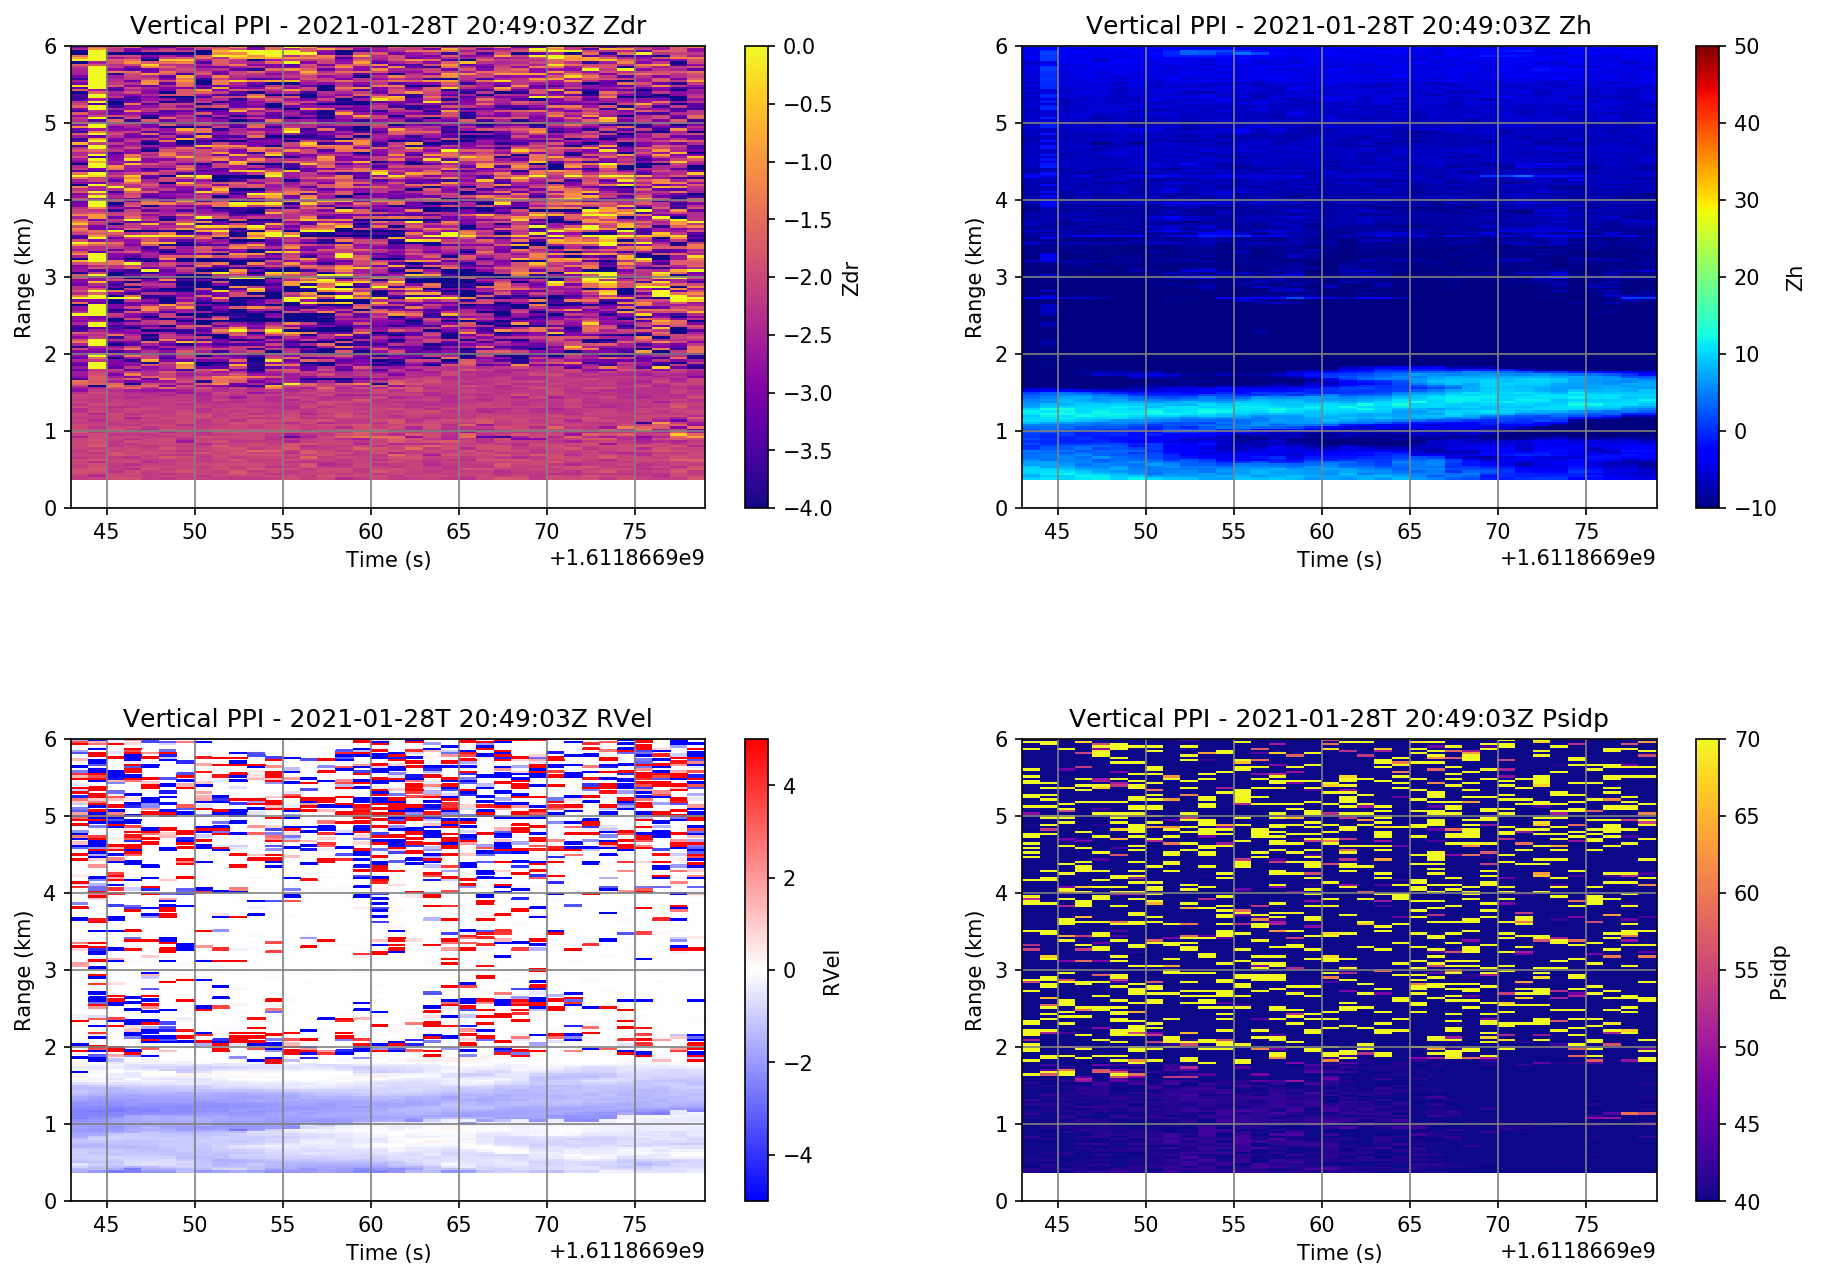 Vertical PPI - 2021-01-28T 20:49:03Z Zdr
6
5
4
3
2
1
0
Range (km)
45 50 55 60 65 70 75
Time (s)
+1.6118669e9
0.0
−0.5
−1.0
−1.5
−2.0
−2.5
−3.0
−3.5
−4.0
Zdr
Vertical PPI - 2021-01-28T 20:49:03Z Zh
6
5
4
3
2
1
0
Range (km)
45 50 55 60 65 70 75
Time (s)
+1.6118669e9
50
40
30
20
10
0
−10
Zh
Vertical PPI - 2021-01-28T 20:49:03Z RVel
6
5
4
3
2
1
0
Range (km)
45 50 55 60 65 70 75
Time (s)
+1.6118669e9
4
2
0
−2
−4
RVel
Vertical PPI - 2021-01-28T 20:49:03Z Psidp
6
5
4
3
2
1
0
Range (km)
45 50 55 60 65 70 75
Time (s)
+1.6118669e9
70
65
60
55
50
45
40
Psidp